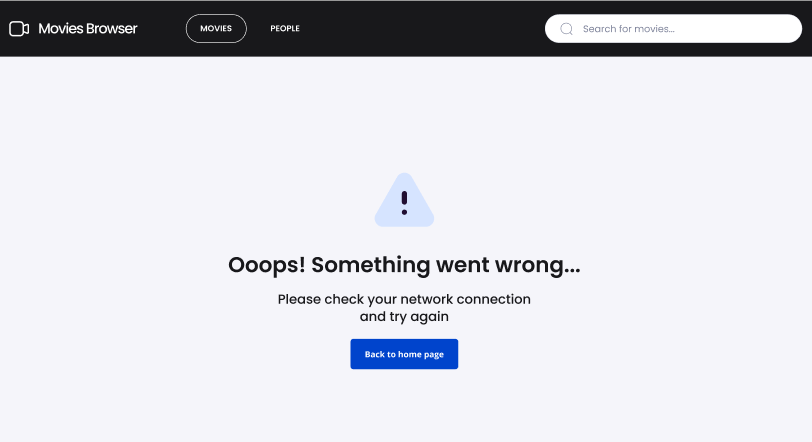 Movies Browser
MOVIES
PEOPLE
Search for movies...
Ooops! Something went wrong...
Please check your network connection
and try again
Back to home page